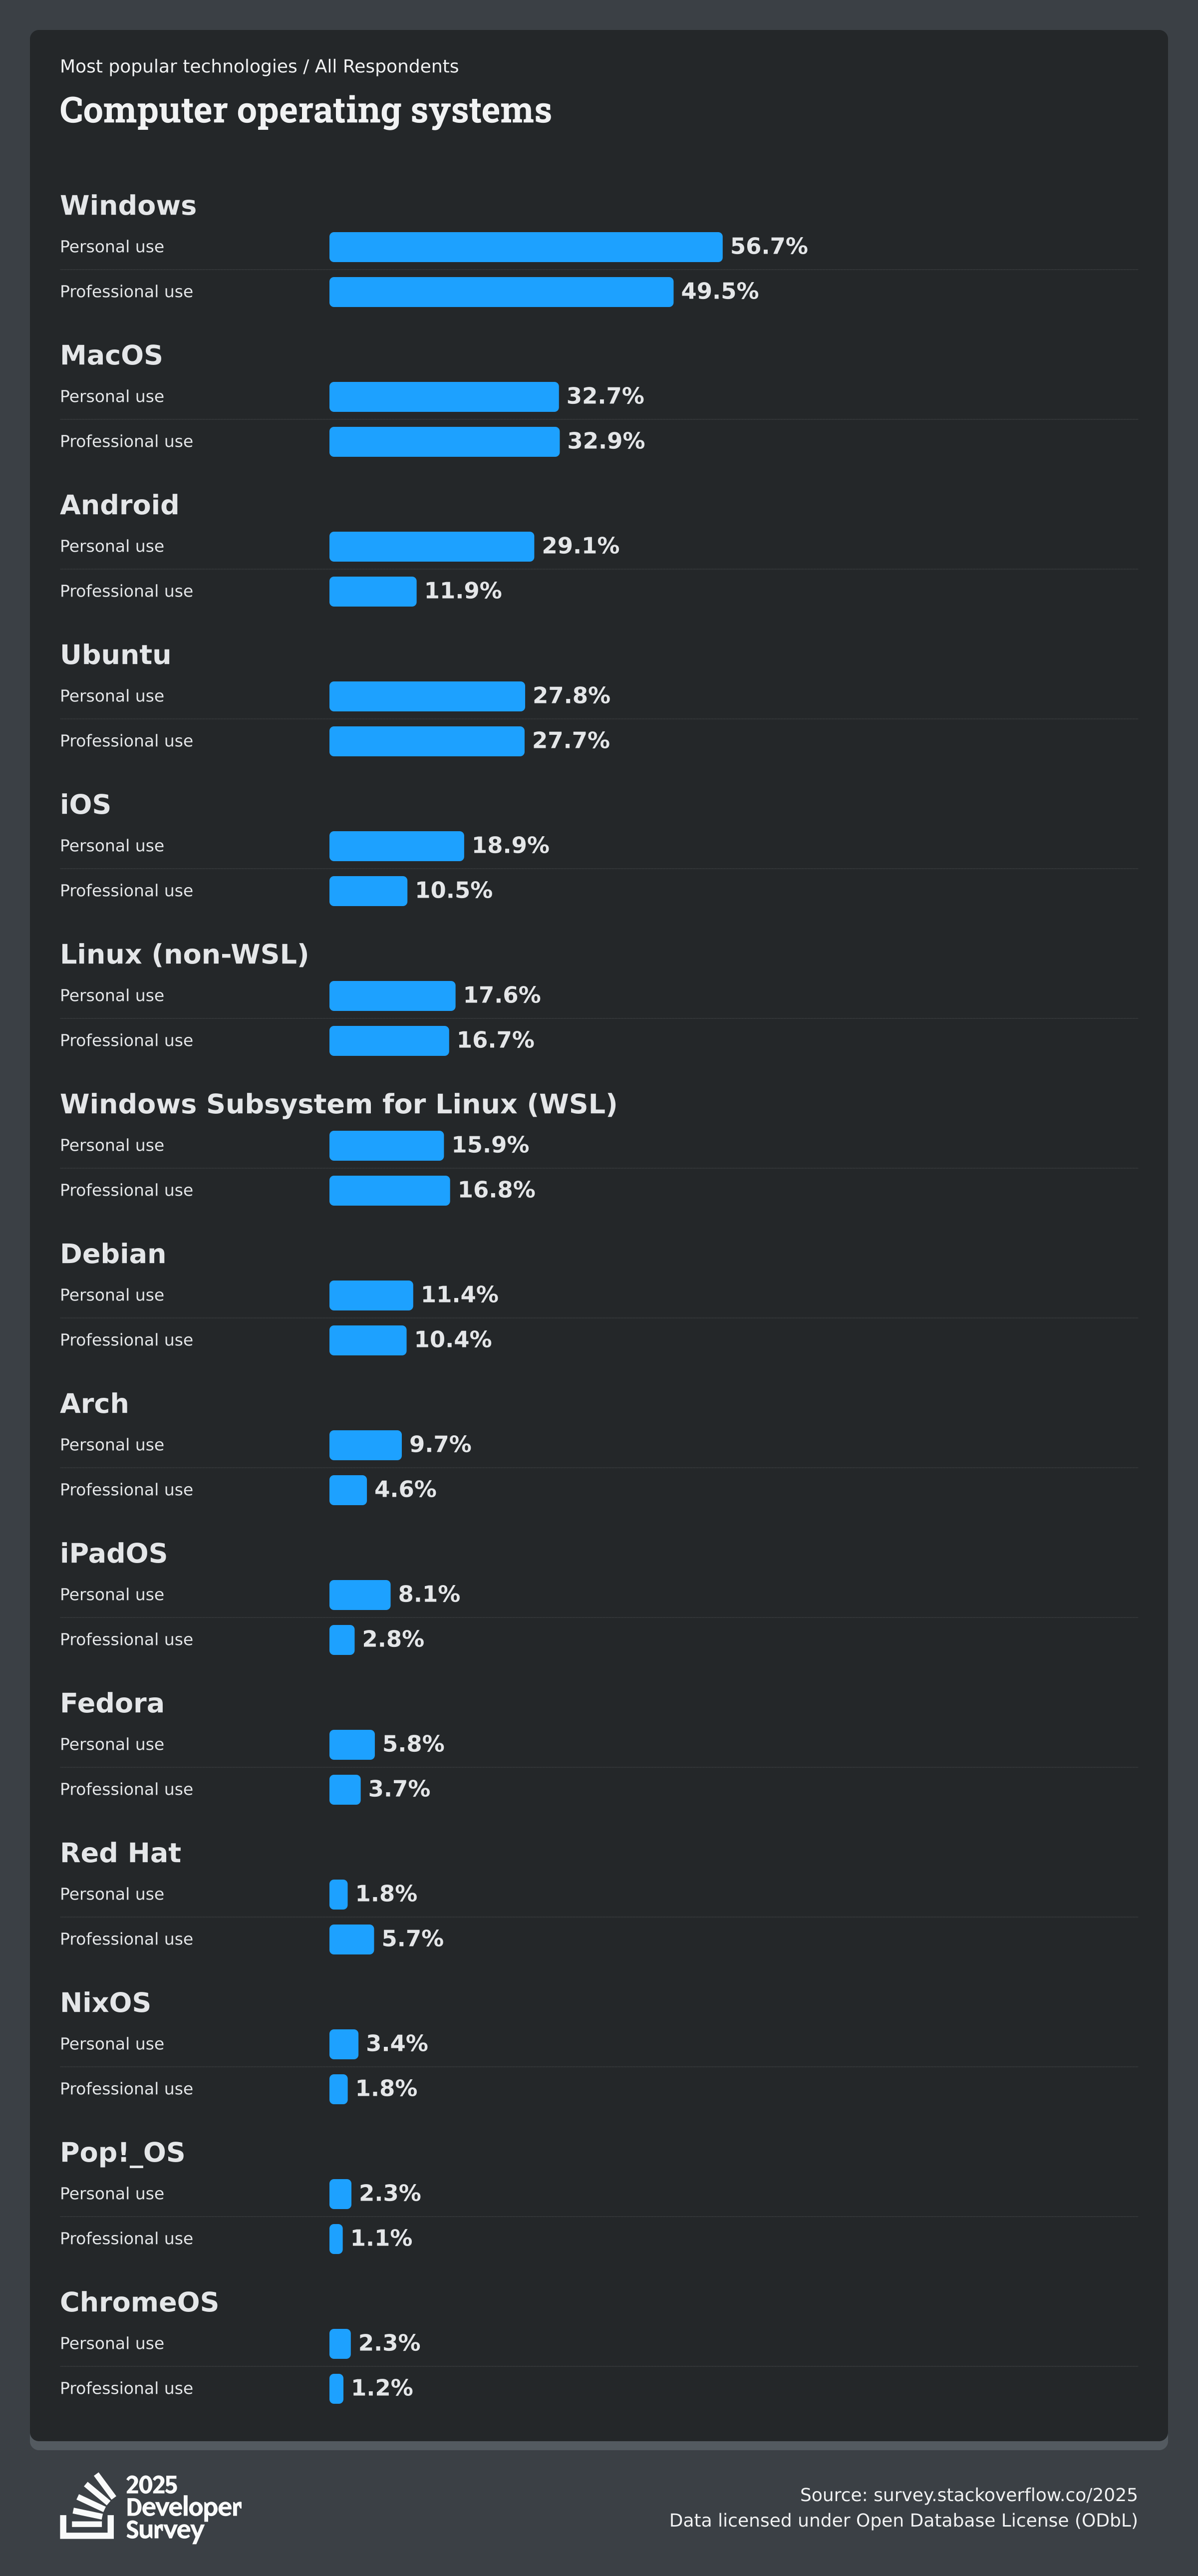 Most popular technologies / All Respondents
Computer operating systems
Windows
Personal use 56.7%
Professional use 49.5%
MacOS
Personal use 32.7%
Professional use 32.9%
Android
Personal use 29.1%
Professional use 11.9%
Ubuntu
Personal use 27.8%
Professional use 27.7%
iOS
Personal use 18.9%
Professional use 10.5%
Linux (non-WSL)
Personal use 17.6%
Professional use 16.7%
Windows Subsystem for Linux (WSL)
Personal use 15.9%
Professional use 16.8%
Debian
Personal use 11.4%
Professional use 10.4%
Arch
Personal use 9.7%
Professional use 4.6%
iPadOS
Personal use 8.1%
Professional use 2.8%
Fedora
Personal use 5.8%
Professional use 3.7%
Red Hat
Personal use 1.8%
Professional use 5.7%
NixOS
Personal use 3.4%
Professional use 1.8%
Pop!_OS
Personal use 2.3%
Professional use 1.1%
ChromeOS
Personal use 2.3%
Professional use 1.2%
2025
Developer
Survey
Source: survey.stackoverflow.co/2025
Data licensed under Open Database License (ODbL)